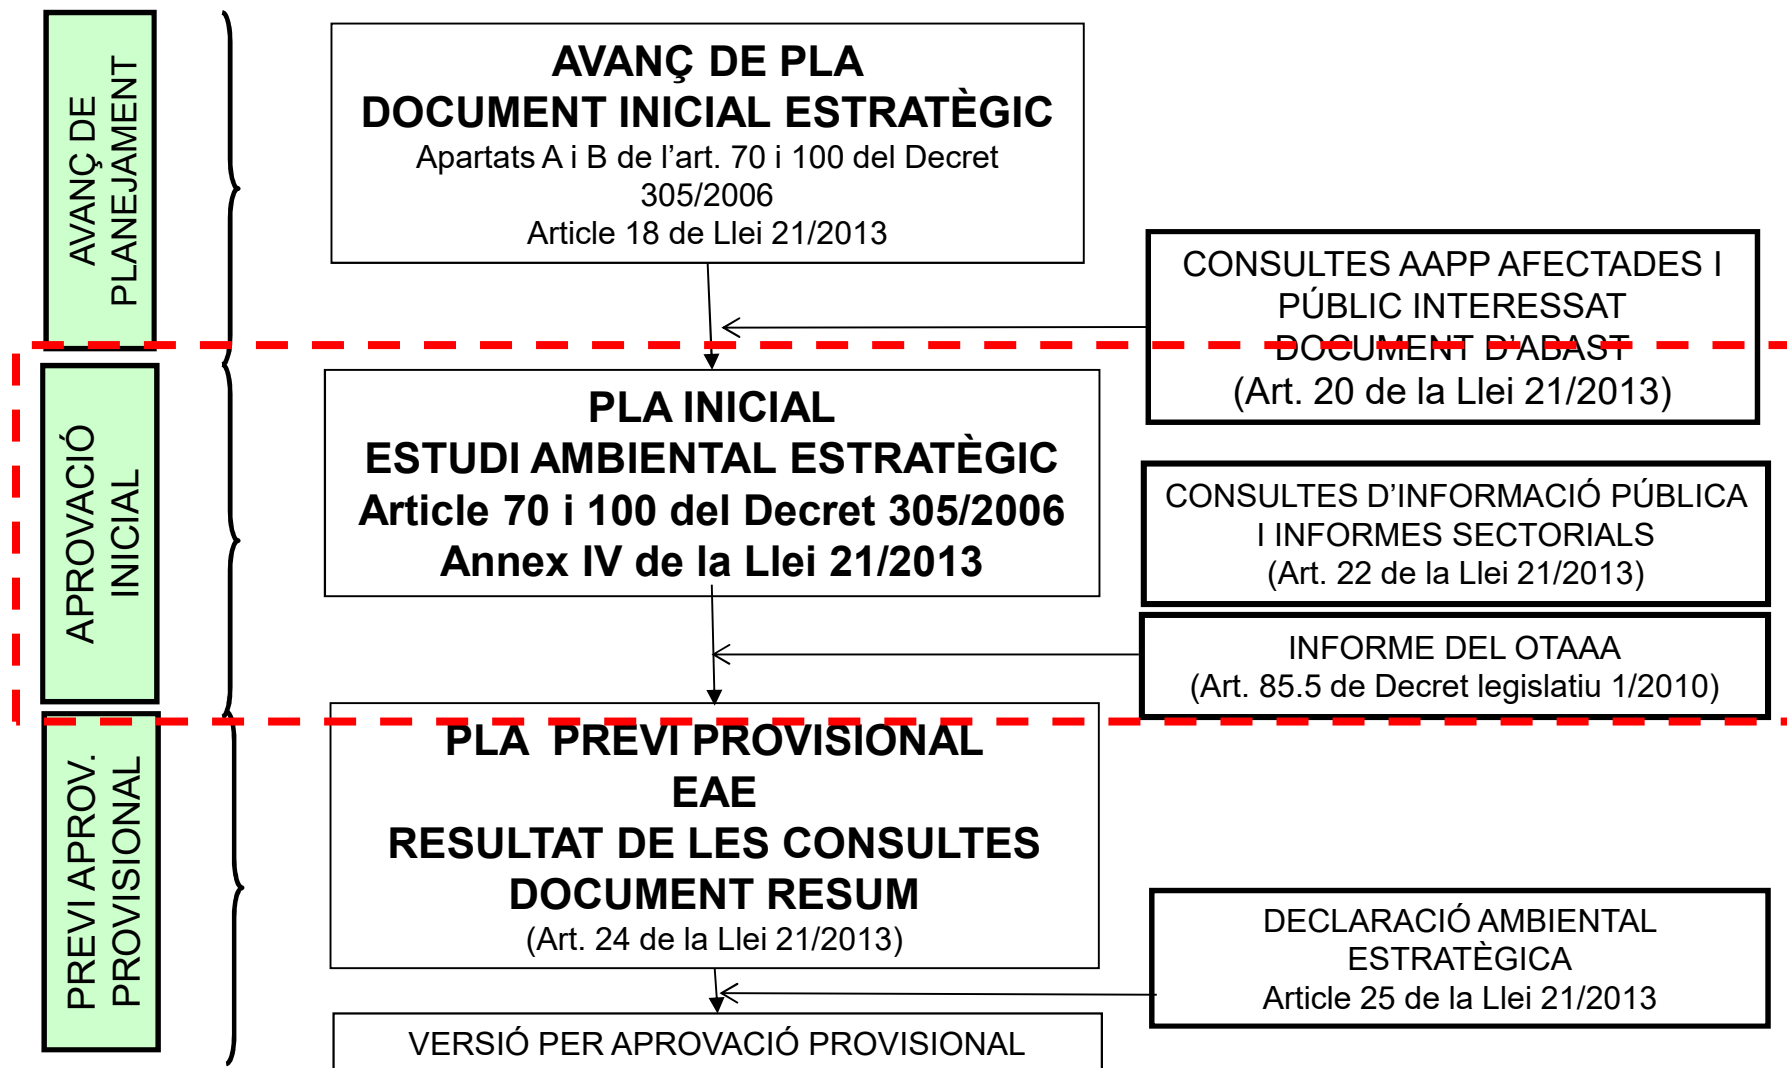 AVANÇ DE
PLANEJAMENT
AVANÇ DE PLA
DOCUMENT INICIAL ESTRATÈGIC
Apartats A i B de l'art. 70 i 100 del Decret
305/2006
Article 18 de Llei 21/2013
CONSULTES AAPP AFECTADES I
PÚBLIC INTERESSAT
DOCUMENT D'ABAST
(Art. 20 de la Llei 21/2013)
APROVACIÓ
INICIAL
PLA INICIAL
ESTUDI AMBIENTAL ESTRATÈGIC
Article 70 i 100 del Decret 305/2006
Annex IV de la Llei 21/2013
CONSULTES D'INFORMACIÓ PÚBLICA
I INFORMES SECTORIALS
(Art. 22 de la Llei 21/2013)
INFORME DEL OTAAA
(Art. 85.5 de Decret legislatiu 1/2010)
PREVI APROV.
PROVISIONAL
PLA PREVI PROVISIONAL
EAE
RESULTAT DE LES CONSULTES
DOCUMENT RESUM
(Art. 24 de la Llei 21/2013)
DECLARACIÓ AMBIENTAL
ESTRATÈGICA
Article 25 de la Llei 21/2013
VERSIÓ PER APROVACIÓ PROVISIONAL